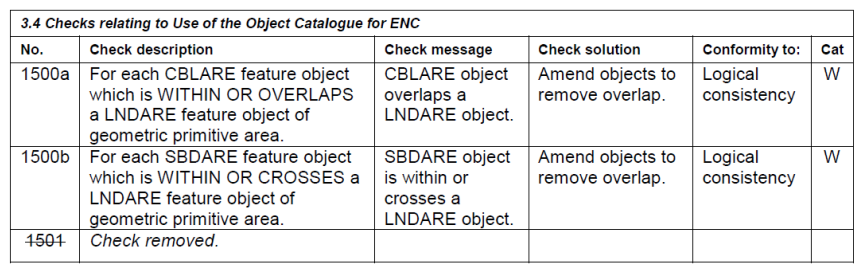 3.4 Checks relating to Use of the Object Catalogue for ENC
No. Check description Check message Check solution Conformity to: Cat
1500a For each CBLARE feature object CBLARE object Amend objects to Logical W
which is WITHIN OR OVERLAPS overlaps a remove overlap. consistency
a LNDARE feature object of LNDARE object.
geometric primitive area.
1500b For each SBDARE feature object SBDARE object Amend objects to Logical W
which is WITHIN OR CROSSES a is within or remove overlap. consistency
LNDARE feature object of crosses a
geometric primitive area. LNDARE object.
1501 Check removed.